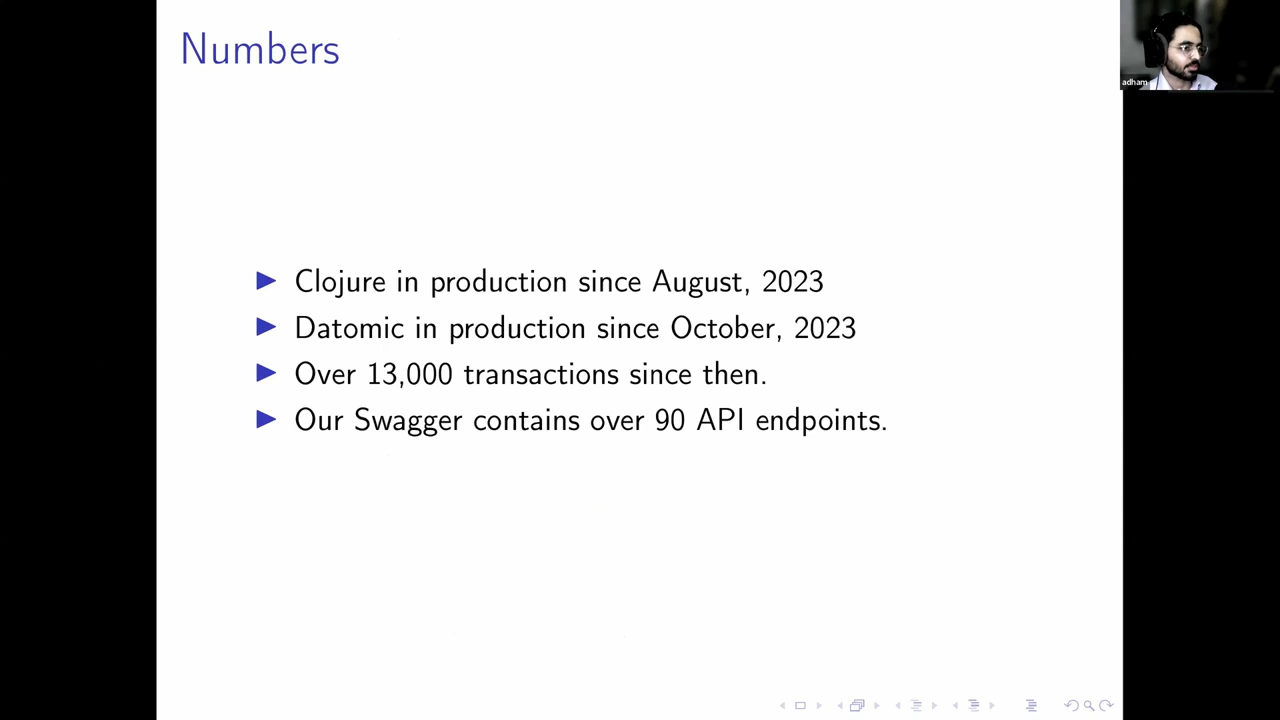 Numbers
adham
Clojure in production since August, 2023
Datomic in production since October, 2023
Over 13,000 transactions since then.
Our Swagger contains over 90 API endpoints.